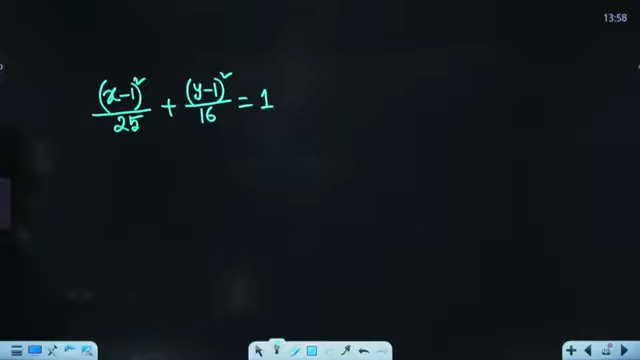 13:58
(x-1)²/25 + (y-1)²/16 = 1